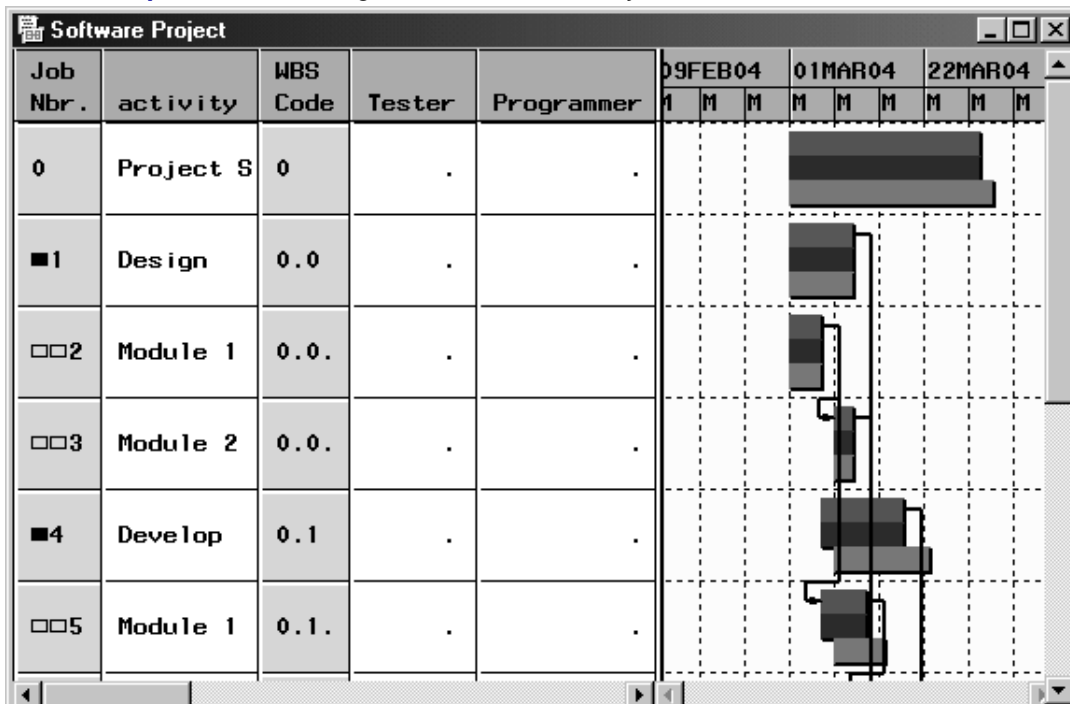 Software Project
Job Nbr. activity WBS Code Tester Programmer 09FEB04 01MAR04 22MAR04
M M M M M M M M M
0 Project S 0 . .
1 Design 0.0 . .
2 Module 1 0.0. . .
3 Module 2 0.0. . .
4 Develop 0.1 . .
5 Module 1 0.1. . .